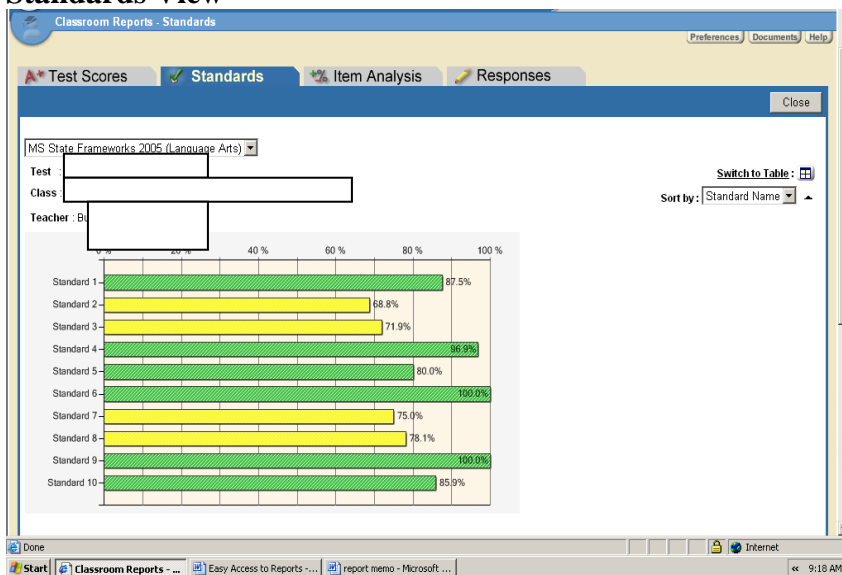 Standards View
Classroom Reports - Standards
Preferences Documents Help
A+ Test Scores Standards Item Analysis Responses
Close
MS State Frameworks 2005 (Language Arts)
Test :
Switch to Table :
Class :
Sort by : Standard Name
Teacher : Bu
0 % 20 % 40 % 60 % 80 % 100 %
Standard 1 87.5%
Standard 2 68.8%
Standard 3 71.9%
Standard 4 96.9%
Standard 5 80.0%
Standard 6 100.0%
Standard 7 75.0%
Standard 8 78.1%
Standard 9 100.0%
Standard 10 85.9%
Done Internet
Start Classroom Reports - ... Easy Access to Reports -... report memo - Microsoft ... « 9:18 AM